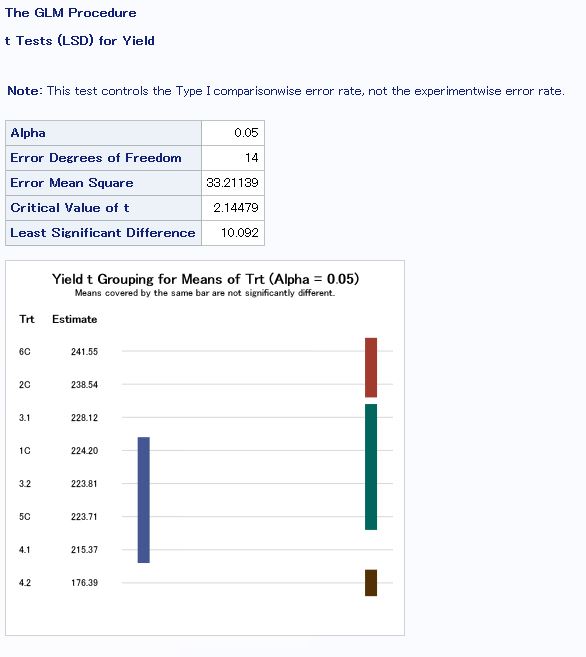 The GLM Procedure
t Tests (LSD) for Yield
Note: This test controls the Type I comparisonwise error rate, not the experimentwise error rate.
Alpha 0.05
Error Degrees of Freedom 14
Error Mean Square 33.21139
Critical Value of t 2.14479
Least Significant Difference 10.092
Yield t Grouping for Means of Trt (Alpha = 0.05)
Means covered by the same bar are not significantly different.
Trt Estimate
6C 241.55
2C 238.54
3.1 228.12
1C 224.20
3.2 223.81
5C 223.71
4.1 215.37
4.2 176.39